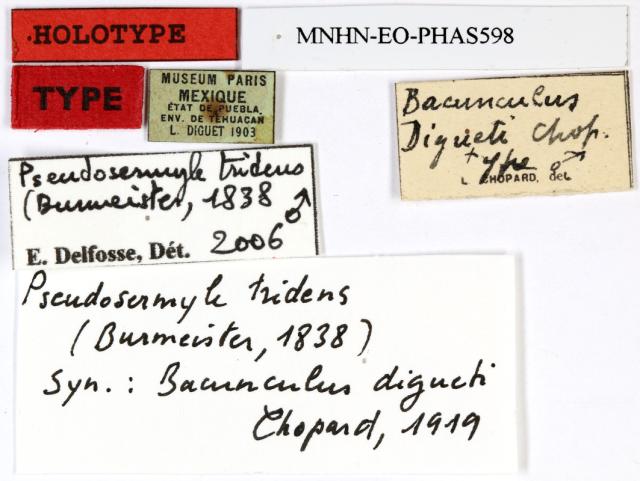 HOLOTYPE
MNHN-EO-PHAS598
TYPE
MUSEUM PARIS
MEXIQUE
ÉTAT DE PUEBLA
ENV. DE TEHUACAN
L. DIGUET 1903
Bacunculus
Digueti Chop.
type ♂
L. CHOPARD, det.
Pseudosermyle tridens
(Burmeister, 1838 ♂
E. Delfosse, Dét. 2006
Pseudosermyle tridens
(Burmeister, 1838)
Syn. : Bacunculus digueti
Chopard, 1919